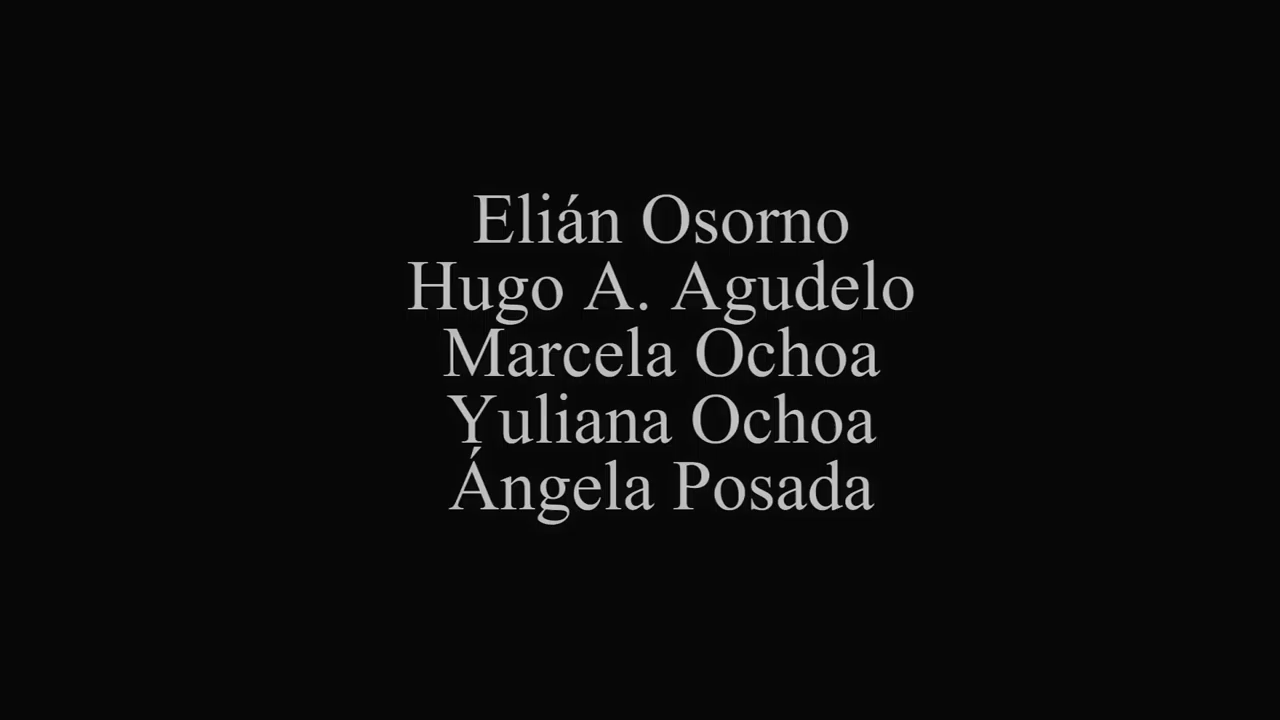 Elián Osorno
Hugo A. Agudelo
Marcela Ochoa
Yuliana Ochoa
Ángela Posada